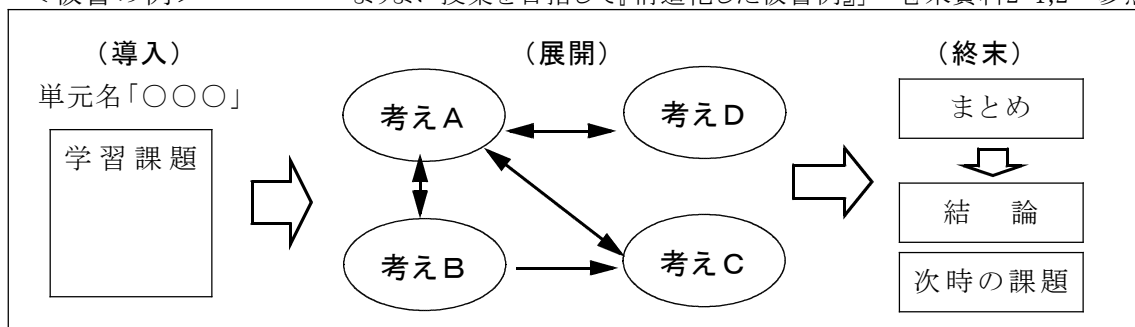 （導入）
単元名「○○○」
学習課題
（展開）
考えＡ
考えＤ
考えＢ
考えＣ
（終末）
まとめ
結　論
次時の課題